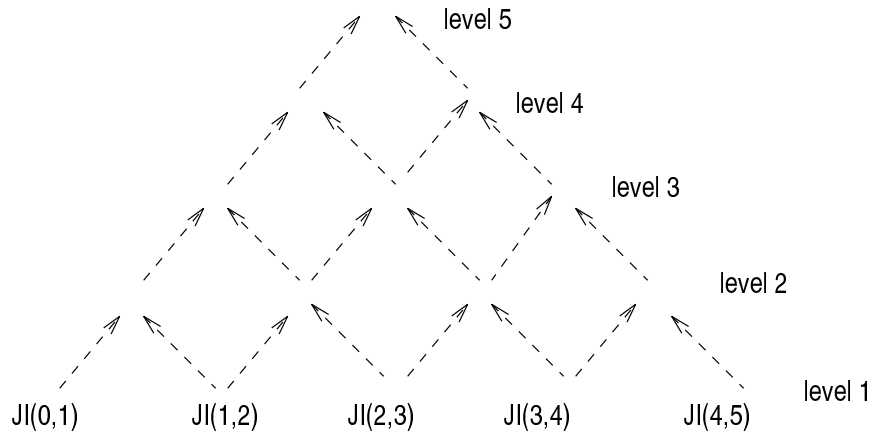 level 5
level 4
level 3
level 2
level 1
JI(0,1) JI(1,2) JI(2,3) JI(3,4) JI(4,5)